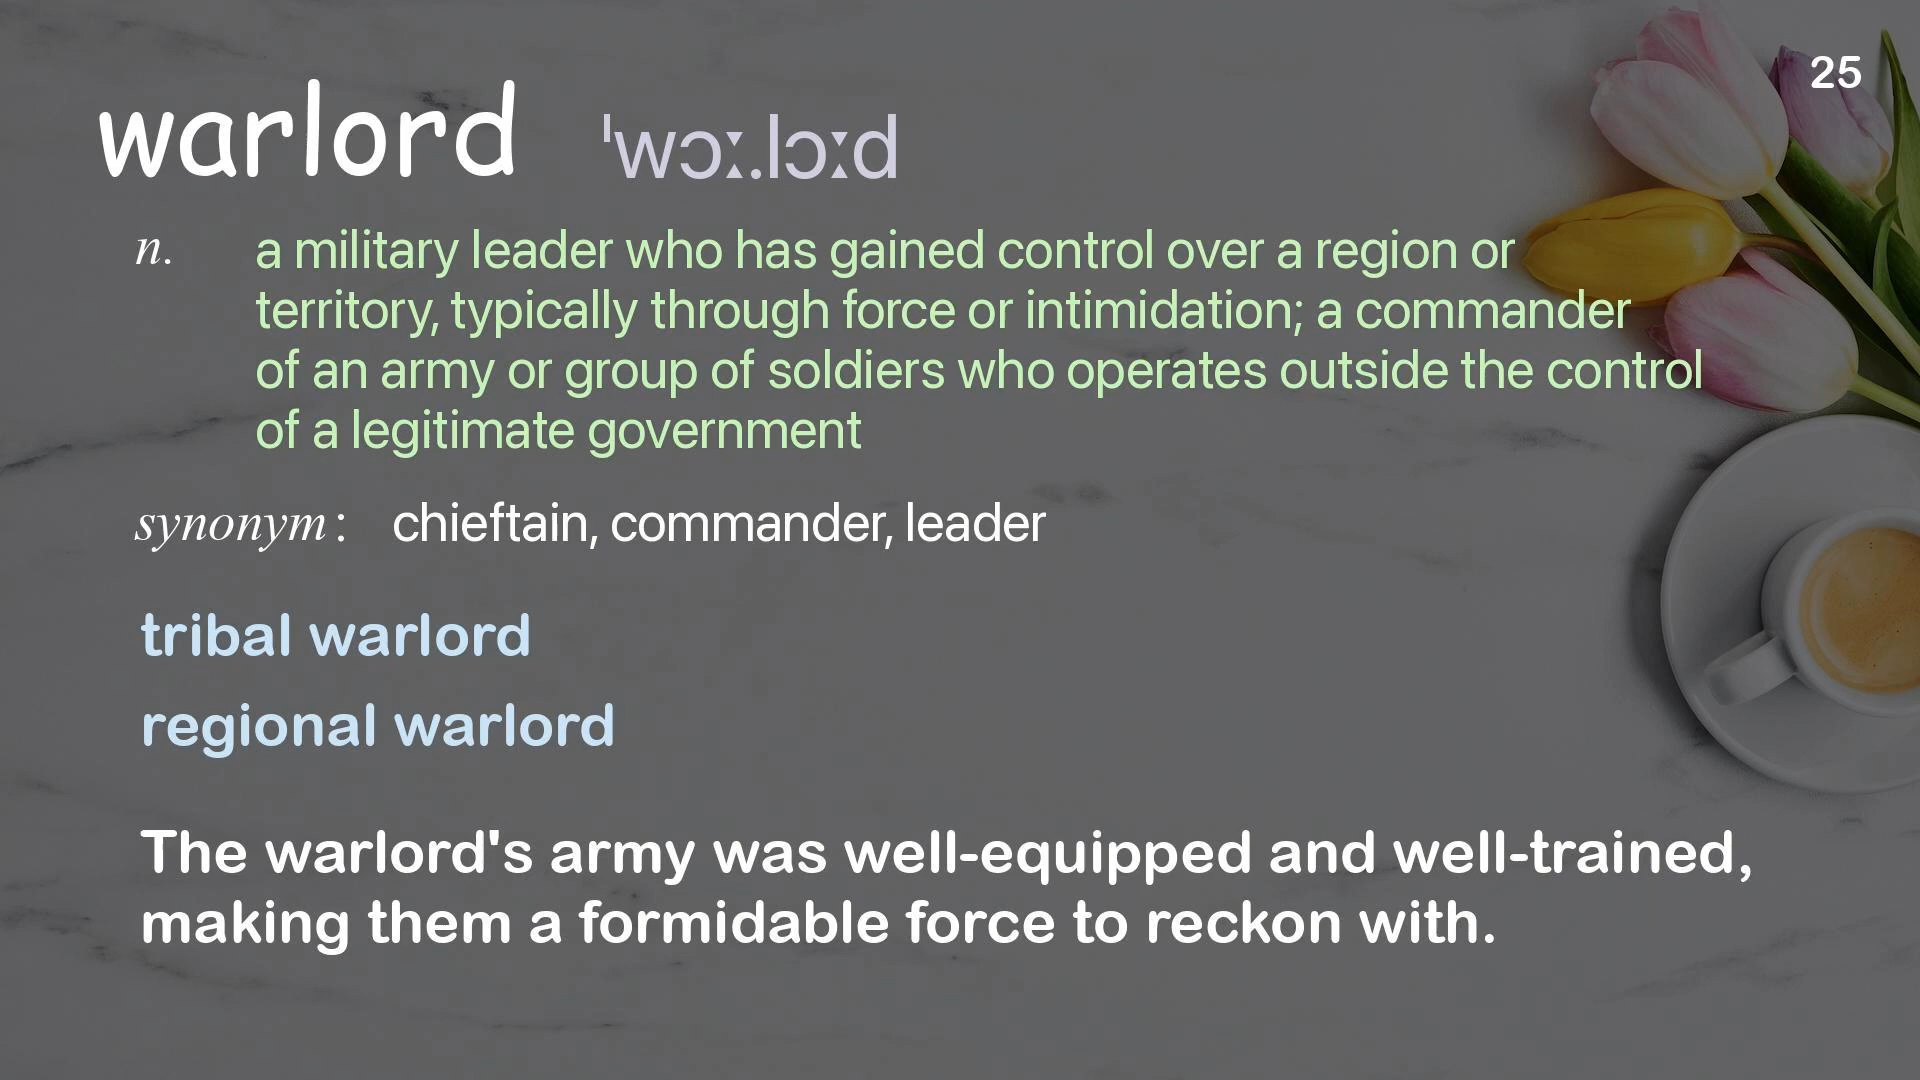 25
warlord ˈwɔː.lɔːd
n. a military leader who has gained control over a region or
territory, typically through force or intimidation; a commander
of an army or group of soldiers who operates outside the control
of a legitimate government
synonym: chieftain, commander, leader
tribal warlord
regional warlord
The warlord's army was well-equipped and well-trained,
making them a formidable force to reckon with.